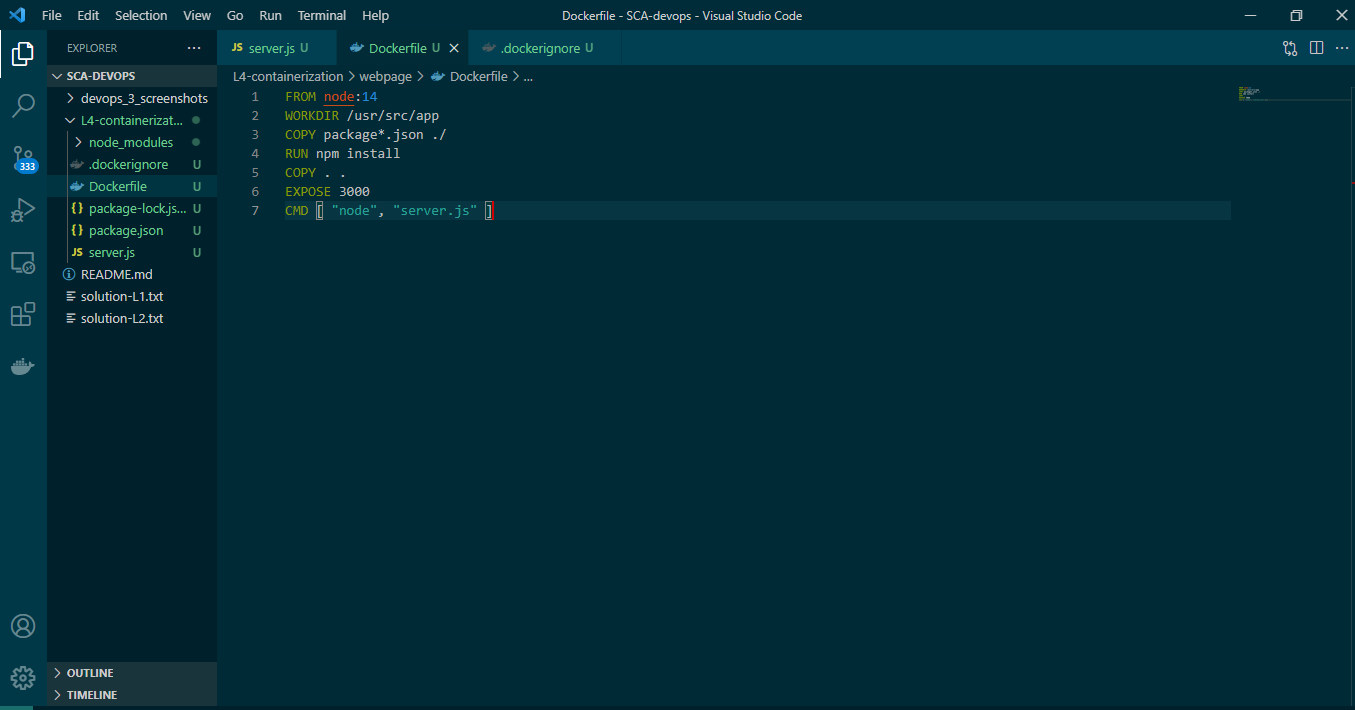 File Edit Selection View Go Run Terminal Help
Dockerfile - SCA-devops - Visual Studio Code
EXPLORER ...
JS server.js U
Dockerfile U
.dockerignore U
SCA-DEVOPS
devops_3_screenshots
L4-containerizat...
node_modules
.dockerignore U
Dockerfile U
package-lock.js... U
package.json U
JS server.js U
README.md
solution-L1.txt
solution-L2.txt
333
L4-containerization > webpage > Dockerfile > ...
1 FROM node:14
2 WORKDIR /usr/src/app
3 COPY package*.json ./
4 RUN npm install
5 COPY . .
6 EXPOSE 3000
7 CMD [ "node", "server.js" ]
OUTLINE
TIMELINE